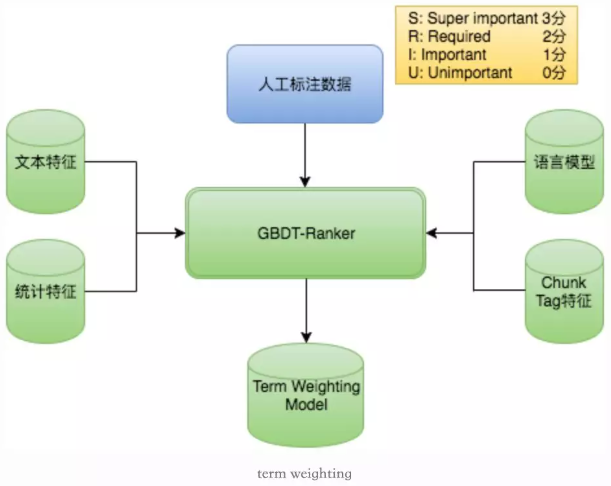 S: Super important 3分
R: Required 2分
I: Important 1分
U: Unimportant 0分
人工标注数据
文本特征
语言模型
GBDT-Ranker
统计特征
Chunk
Tag特征
Term Weighting
Model
term weighting